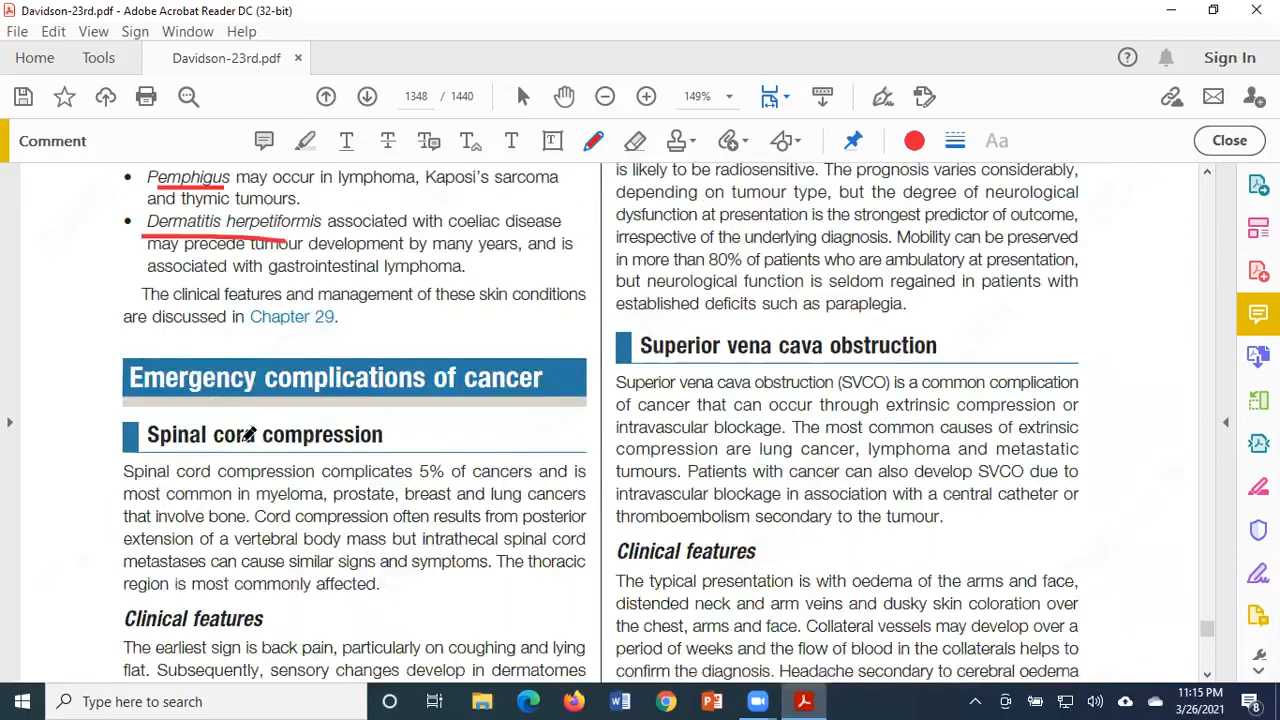 Davidson-23rd.pdf - Adobe Acrobat Reader DC (32-bit)
File Edit View Sign Window Help
Home Tools Davidson-23rd.pdf × Sign In
1348 / 1440 149%
Comment Close
• Pemphigus may occur in lymphoma, Kaposi's sarcoma
and thymic tumours.
• Dermatitis herpetiformis associated with coeliac disease
may precede tumour development by many years, and is
associated with gastrointestinal lymphoma.
The clinical features and management of these skin conditions
are discussed in Chapter 29.
Emergency complications of cancer
Spinal cord compression
Spinal cord compression complicates 5% of cancers and is
most common in myeloma, prostate, breast and lung cancers
that involve bone. Cord compression often results from posterior
extension of a vertebral body mass but intrathecal spinal cord
metastases can cause similar signs and symptoms. The thoracic
region is most commonly affected.
Clinical features
The earliest sign is back pain, particularly on coughing and lying
flat. Subsequently, sensory changes develop in dermatomes
is likely to be radiosensitive. The prognosis varies considerably,
depending on tumour type, but the degree of neurological
dysfunction at presentation is the strongest predictor of outcome,
irrespective of the underlying diagnosis. Mobility can be preserved
in more than 80% of patients who are ambulatory at presentation,
but neurological function is seldom regained in patients with
established deficits such as paraplegia.
Superior vena cava obstruction
Superior vena cava obstruction (SVCO) is a common complication
of cancer that can occur through extrinsic compression or
intravascular blockage. The most common causes of extrinsic
compression are lung cancer, lymphoma and metastatic
tumours. Patients with cancer can also develop SVCO due to
intravascular blockage in association with a central catheter or
thromboembolism secondary to the tumour.
Clinical features
The typical presentation is with oedema of the arms and face,
distended neck and arm veins and dusky skin coloration over
the chest, arms and face. Collateral vessels may develop over a
period of weeks and the flow of blood in the collaterals helps to
confirm the diagnosis. Headache secondary to cerebral oedema
Type here to search
11:15 PM
3/26/2021
8